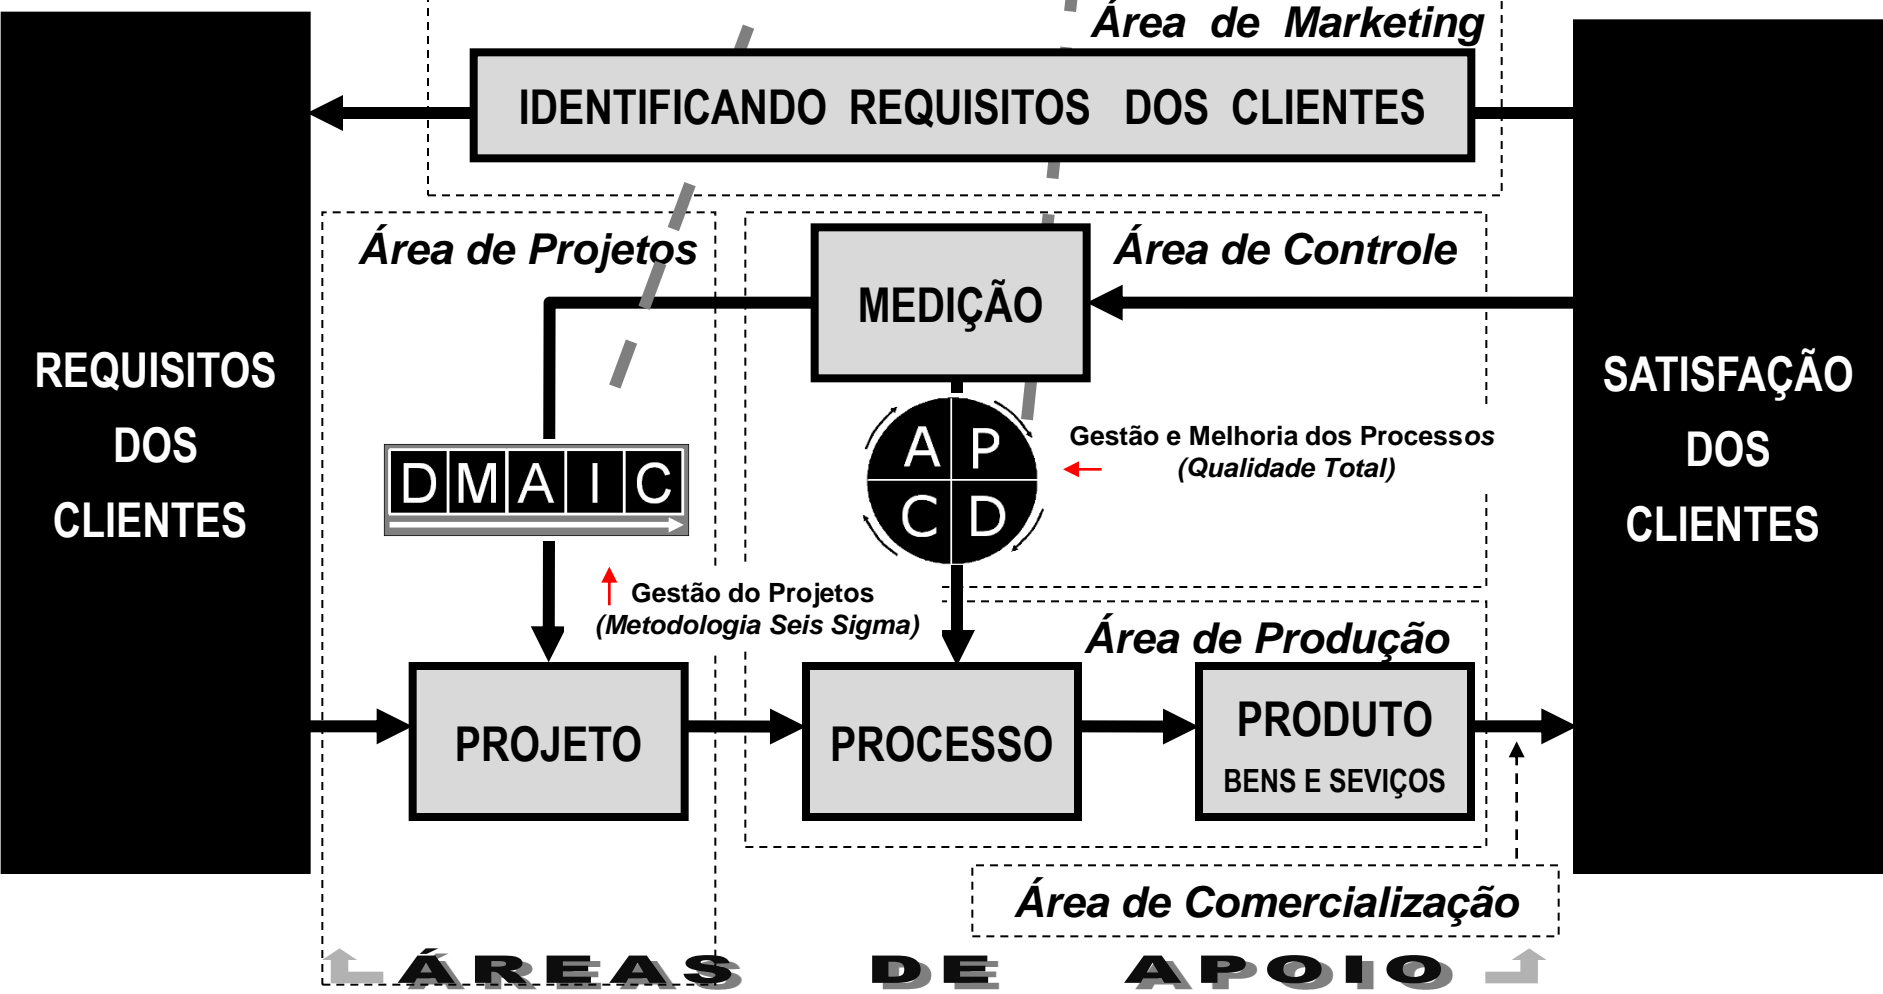 Área de Marketing
IDENTIFICANDO REQUISITOS DOS CLIENTES
Área de Projetos
MEDIÇÃO
Área de Controle
REQUISITOS
DOS
CLIENTES
SATISFAÇÃO
DOS
CLIENTES
D M A I C
A P
C D
Gestão e Melhoria dos Processos
(Qualidade Total)
Gestão do Projetos
(Metodologia Seis Sigma)
Área de Produção
PROJETO
PROCESSO
PRODUTO
BENS E SEVIÇOS
Área de Comercialização
ÁREAS DE APOIO